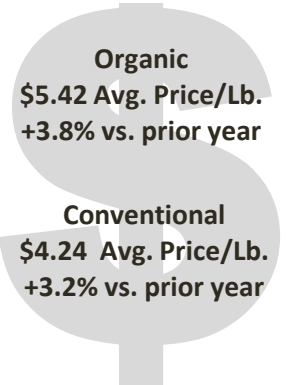 Organic
$5.42 Avg. Price/Lb.
+3.8% vs. prior year
Conventional
$4.24 Avg. Price/Lb.
+3.2% vs. prior year